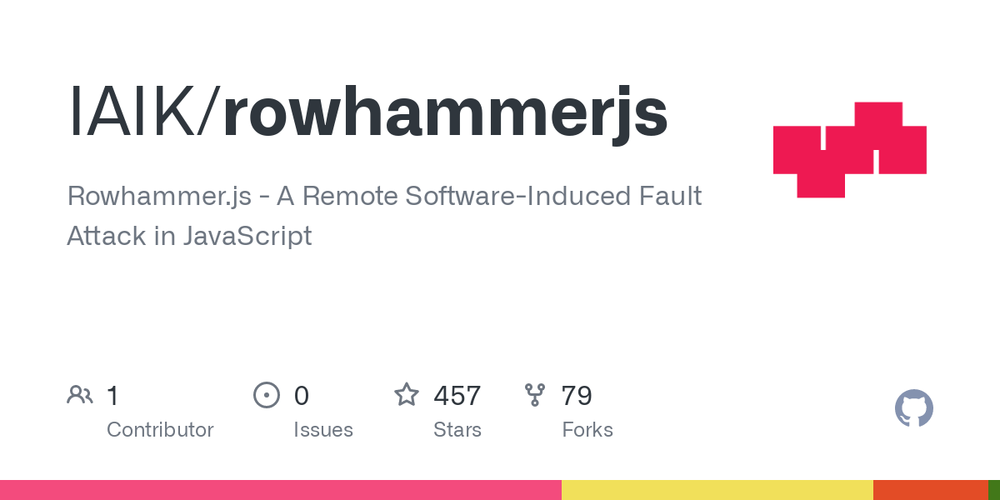 IAIK/rowhammerjs
Rowhammer.js - A Remote Software-Induced Fault
Attack in JavaScript
1
Contributor
0
Issues
457
Stars
79
Forks